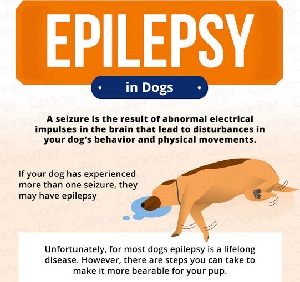 EPILEPSY
in Dogs
A seizure is the result of abnormal electrical
impulses in the brain that lead to disturbances in
your dog's behavior and physical movements.
If your dog has experienced
more than one seizure, they
may have epilepsy
Unfortunately, for most dogs epilepsy is a lifelong
disease. However, there are steps you can take to
make it more bearable for your pup.